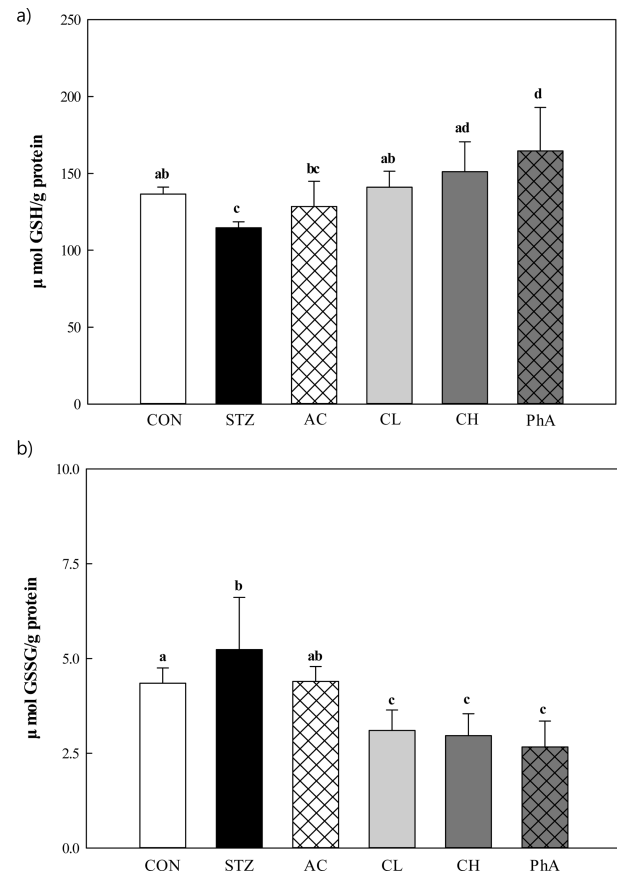 a)
250
200
150
100
50
0
µ mol GSH/g protein
ab
c
bc
ab
ad
d
CON STZ AC CL CH PhA
b)
10.0
7.5
5.0
2.5
0.0
µ mol GSSG/g protein
a
b
ab
c
c
c
CON STZ AC CL CH PhA